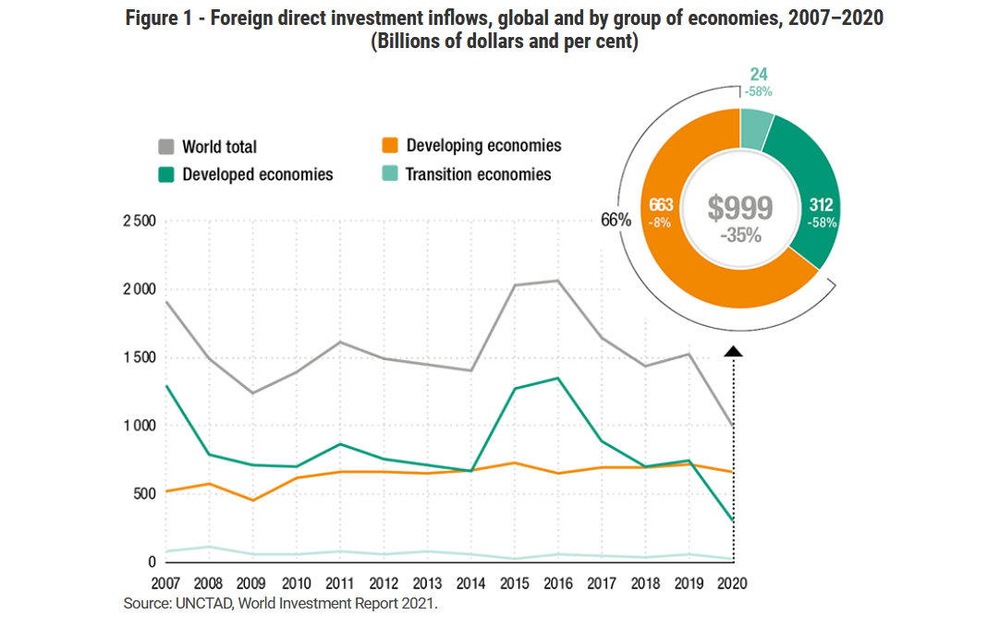 Figure 1 - Foreign direct investment inflows, global and by group of economies, 2007–2020
(Billions of dollars and per cent)
24
-58%
World total
Developing economies
Developed economies
Transition economies
663
-8%
$999
-35%
312
-58%
66%
2 500
2 000
1 500
1 000
500
0
2007 2008 2009 2010 2011 2012 2013 2014 2015 2016 2017 2018 2019 2020
Source: UNCTAD, World Investment Report 2021.